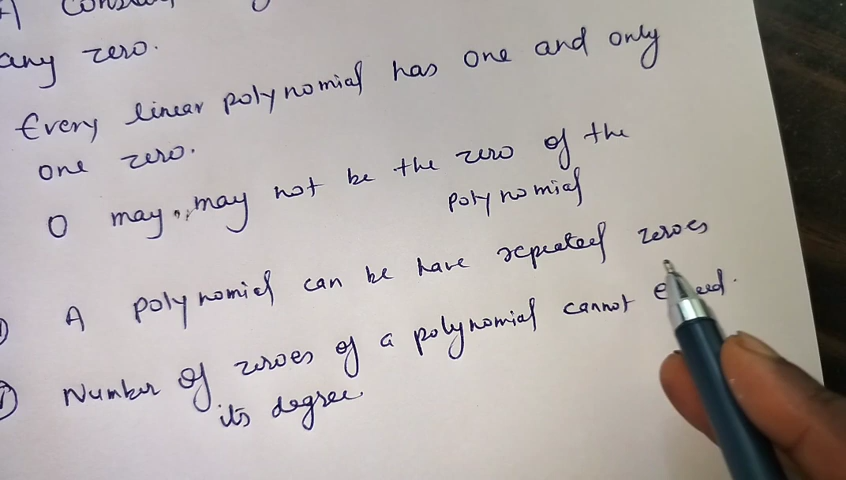 any zero.
Every linear polynomial has one and only
one zero.
0 may, may not be the zero of the
polynomial
A polynomial can be have repeated zeroes
Number of zeroes of a polynomial cannot
its degree.